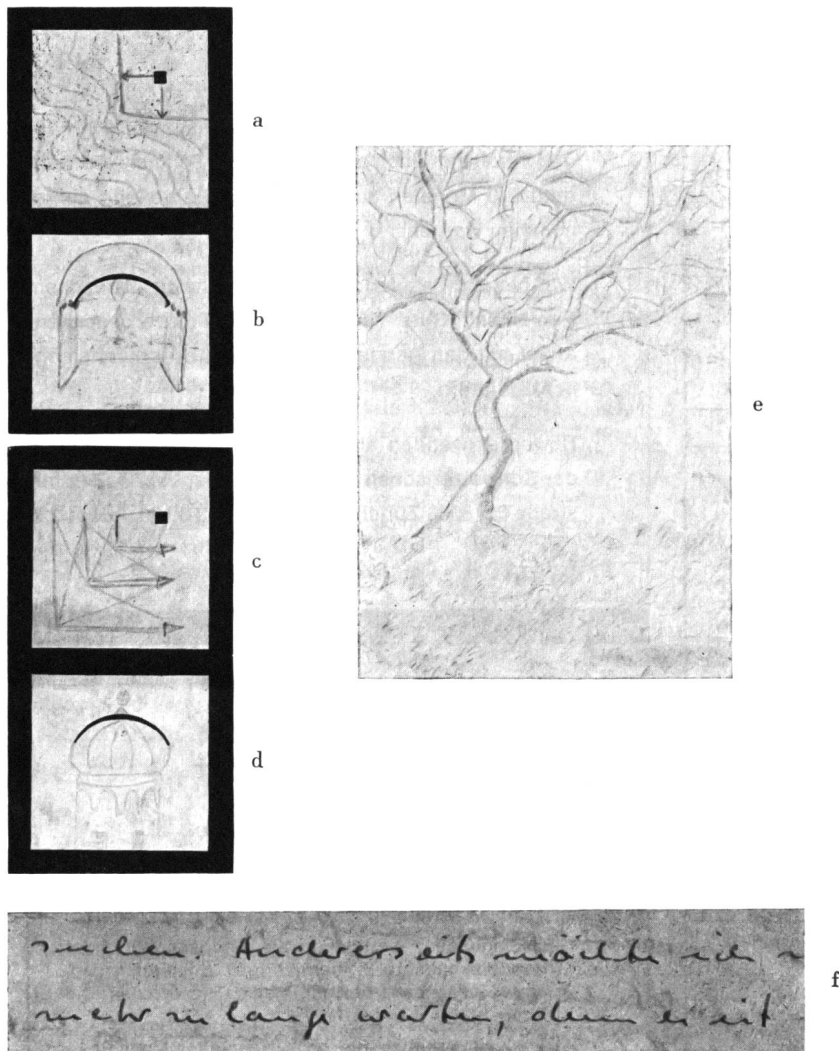 a
b
c
d
e
suchen. Andererseits möchte ich
mehr zu lange warten, denn es ist
f